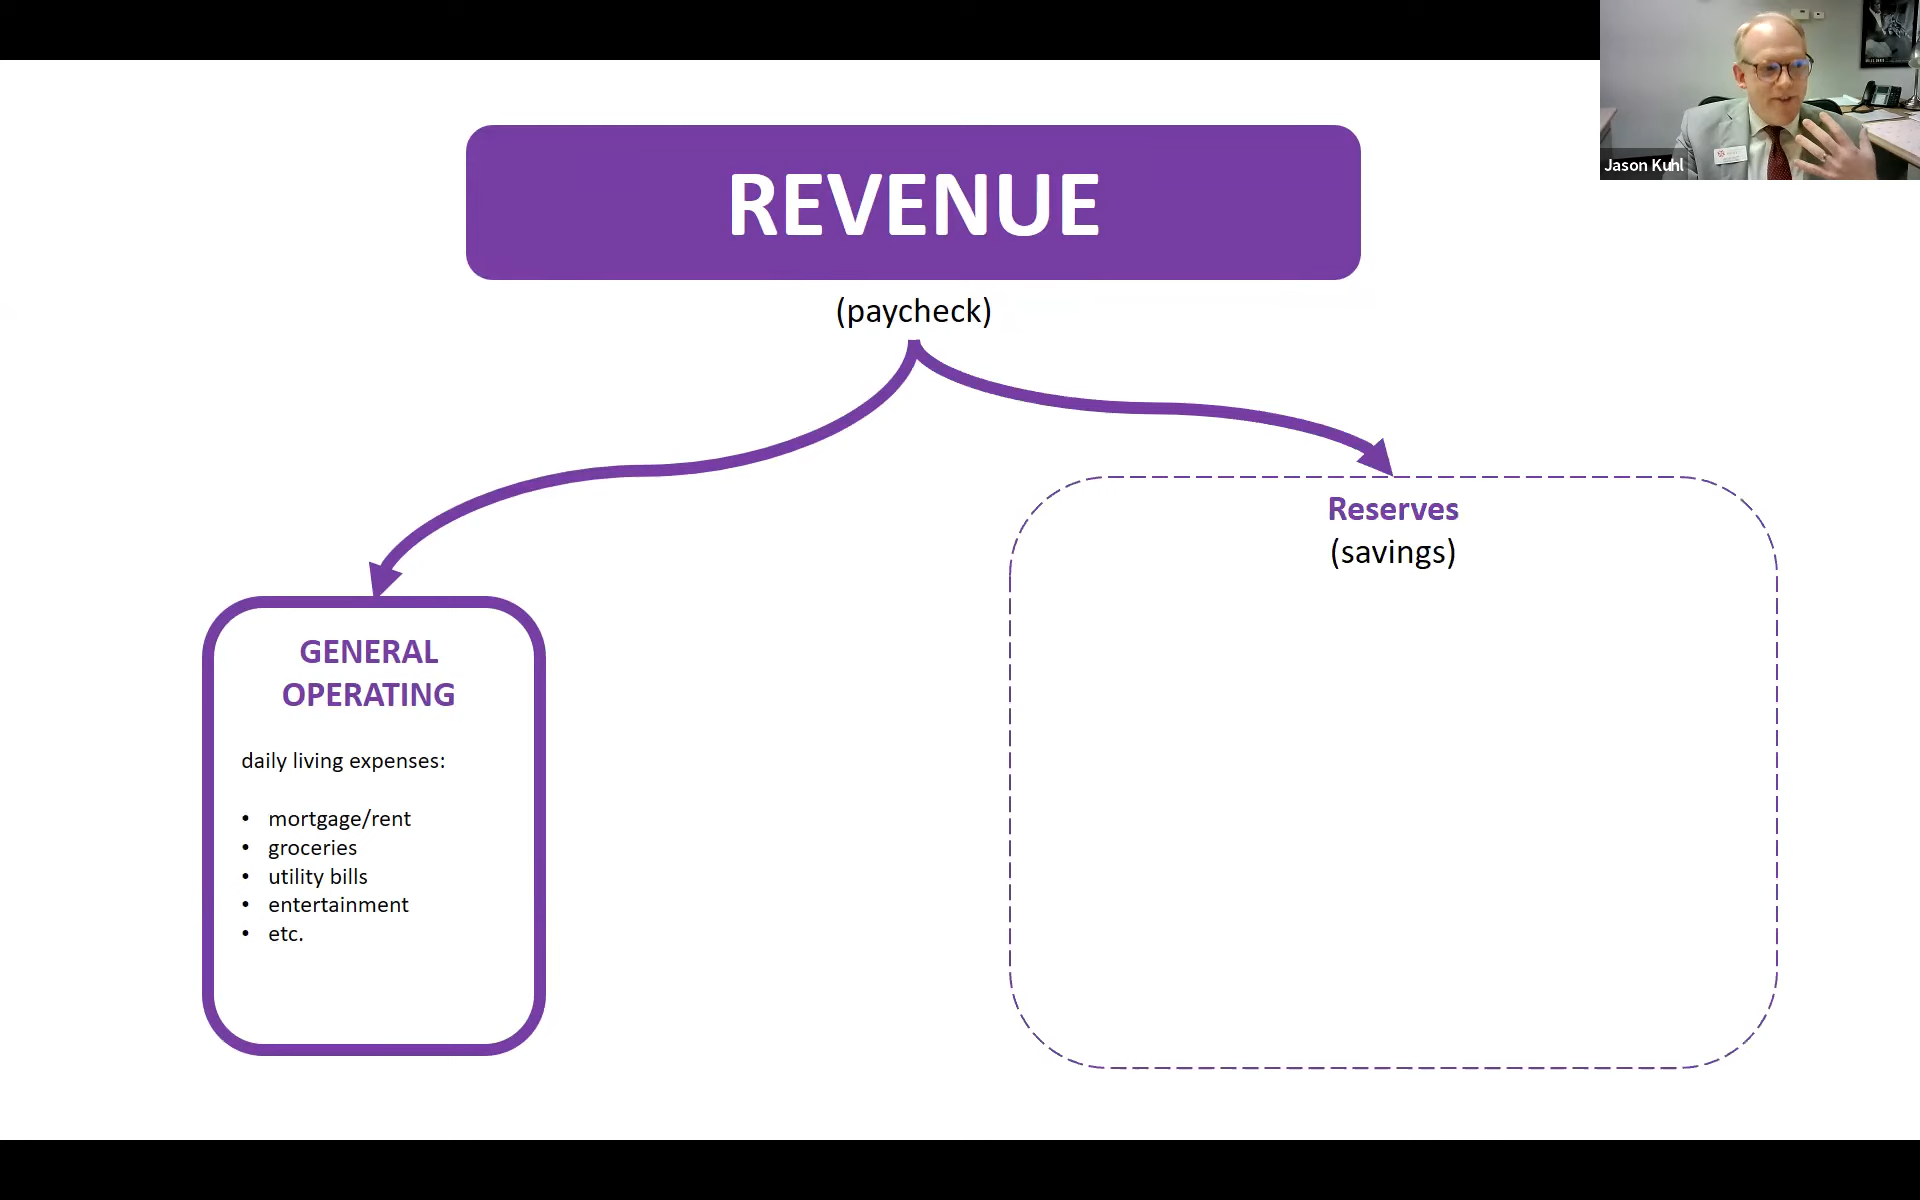 REVENUE
(paycheck)
Jason Kuhl
Reserves
(savings)
GENERAL
OPERATING
daily living expenses:
• mortgage/rent
• groceries
• utility bills
• entertainment
• etc.